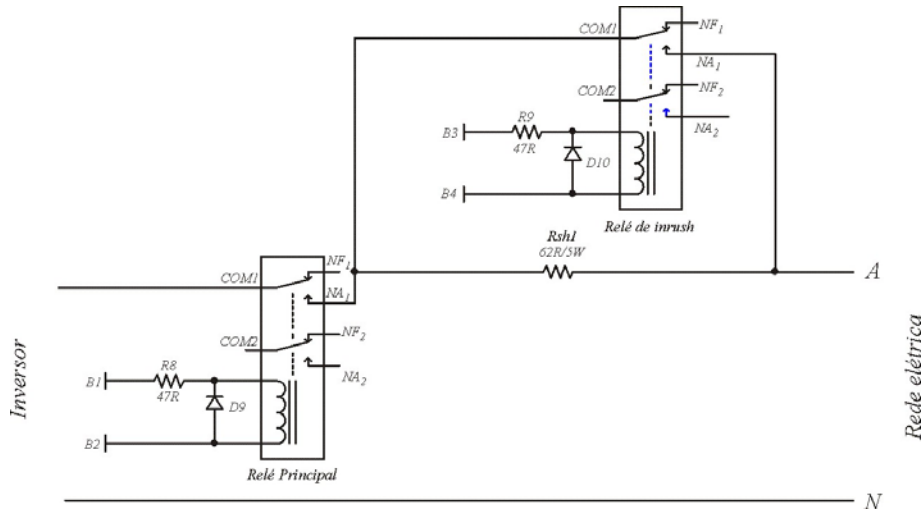 COM1
NF1
NA1
COM2
NF2
NA2
B3
R9
47R
D10
B4
Relé de inrush
Rsh1
62R/5W
A
COM1
NF1
NA1
COM2
NF2
NA2
B1
R8
47R
D9
B2
Relé Principal
N
Inversor
Rede elétrica